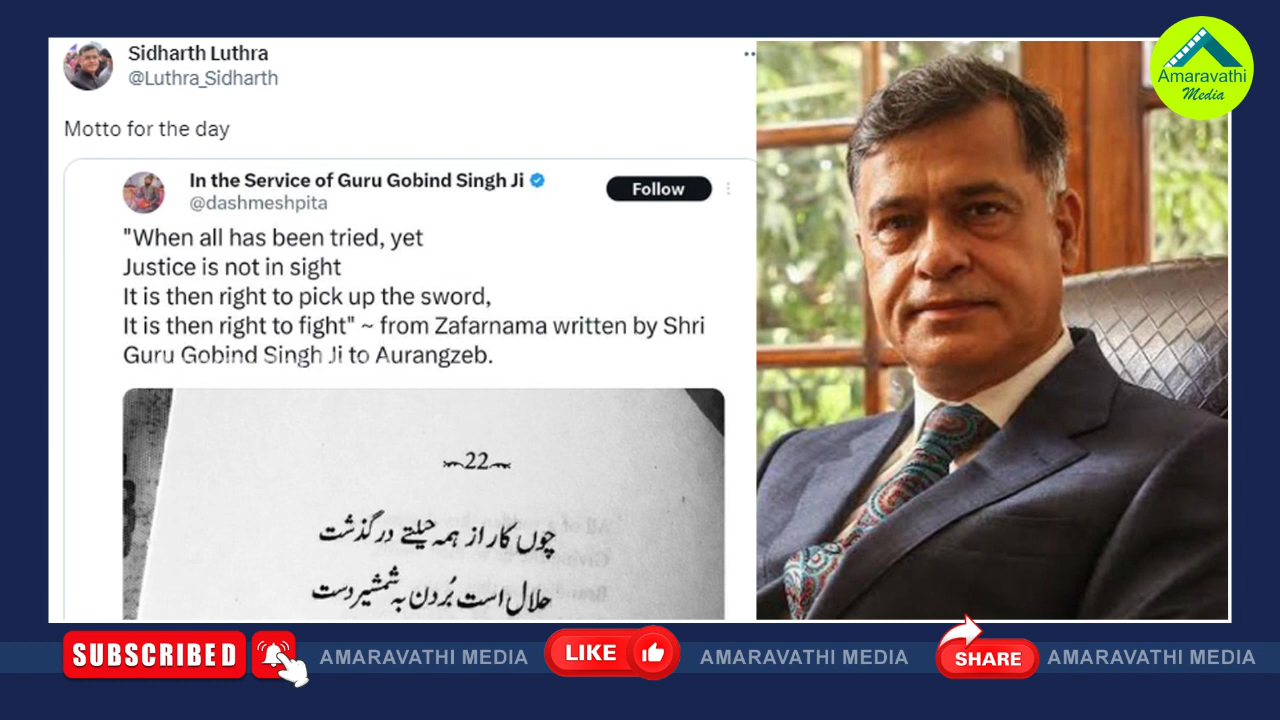 Sidharth Luthra
@Luthra_Sidharth
Motto for the day
In the Service of Guru Gobind Singh Ji
@dashmeshpita
Follow
"When all has been tried, yet
Justice is not in sight
It is then right to pick up the sword,
It is then right to fight" ~ from Zafarnama written by Shri
Guru Gobind Singh Ji to Aurangzeb.
22
چوں کار از ہمہ حیلتے در گذشت
حلال است بُردن بہ شمشیر دست
Amaravathi
Media
SUBSCRIBED
AMARAVATHI MEDIA
LIKE
AMARAVATHI MEDIA
SHARE
AMARAVATHI MEDIA